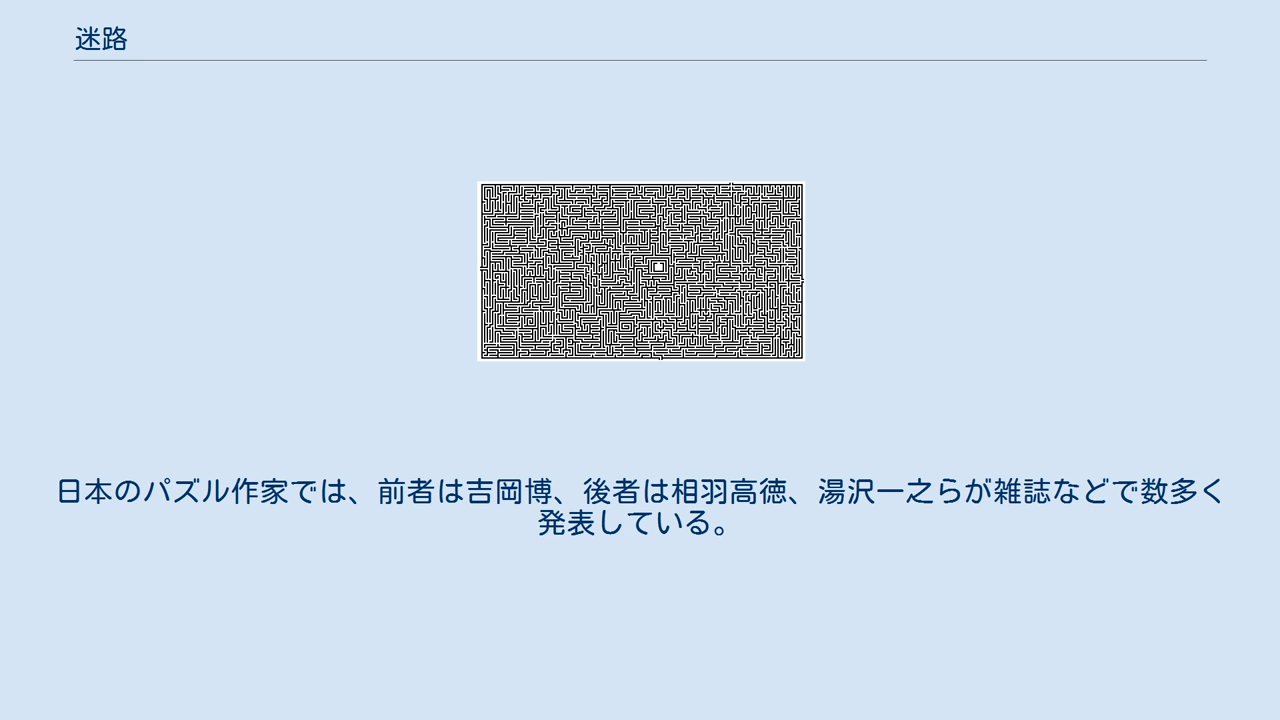 迷路
日本のパズル作家では、前者は吉岡博、後者は相羽高徳、湯沢一之らが雑誌などで数多く
発表している。